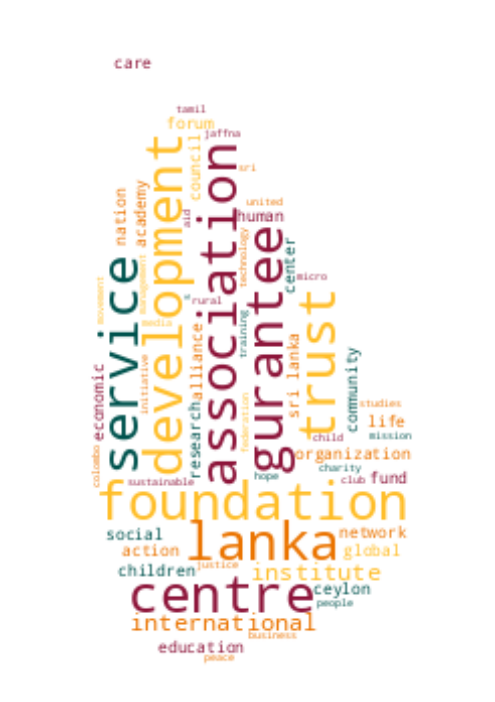 care
tamil
forum
jaffna
council
sri
development
association
nation
academy
united
aid
human
gurantee
technology
center
service
management
micro
movement
rural
trust
media
training
alliance
sri lanka
community
initiative
economic
research
federation
studies
life
child
mission
colombo
organization
charity
hope
club
fund
sustainable
foundation
social
lanka
network
action
global
children
justice
institute
centre
ceylon
people
international
business
education
peace